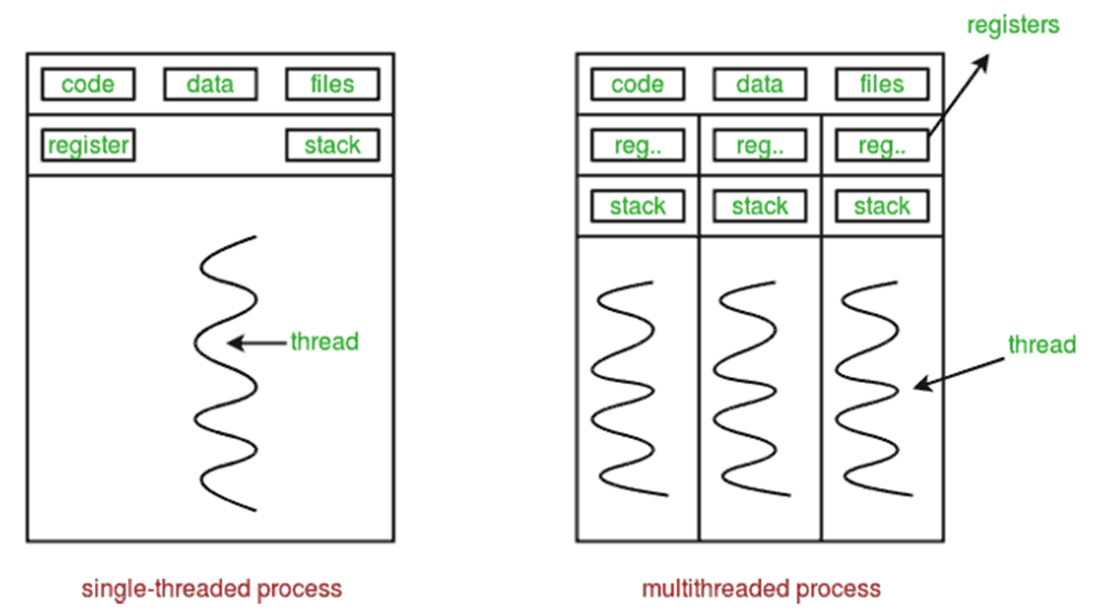 registers
code data files
register stack
thread
single-threaded process
code data files
reg.. reg.. reg..
stack stack stack
thread
multithreaded process